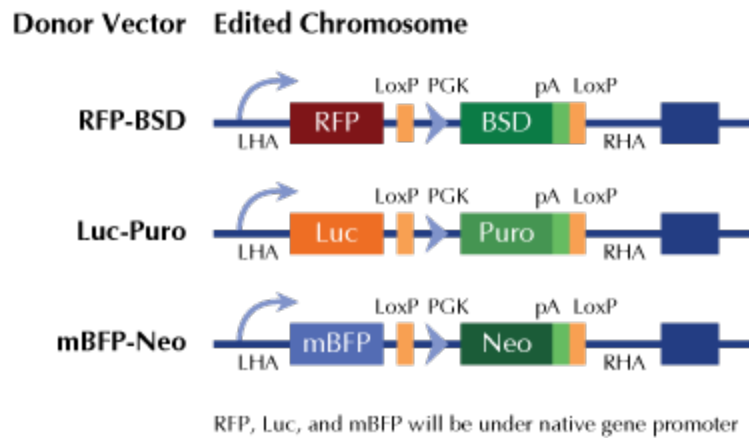 Donor Vector Edited Chromosome
LoxP PGK pA LoxP
RFP-BSD RFP BSD
LHA RHA
LoxP PGK pA LoxP
Luc-Puro Luc Puro
LHA RHA
LoxP PGK pA LoxP
mBFP-Neo mBFP Neo
LHA RHA
RFP, Luc, and mBFP will be under native gene promoter